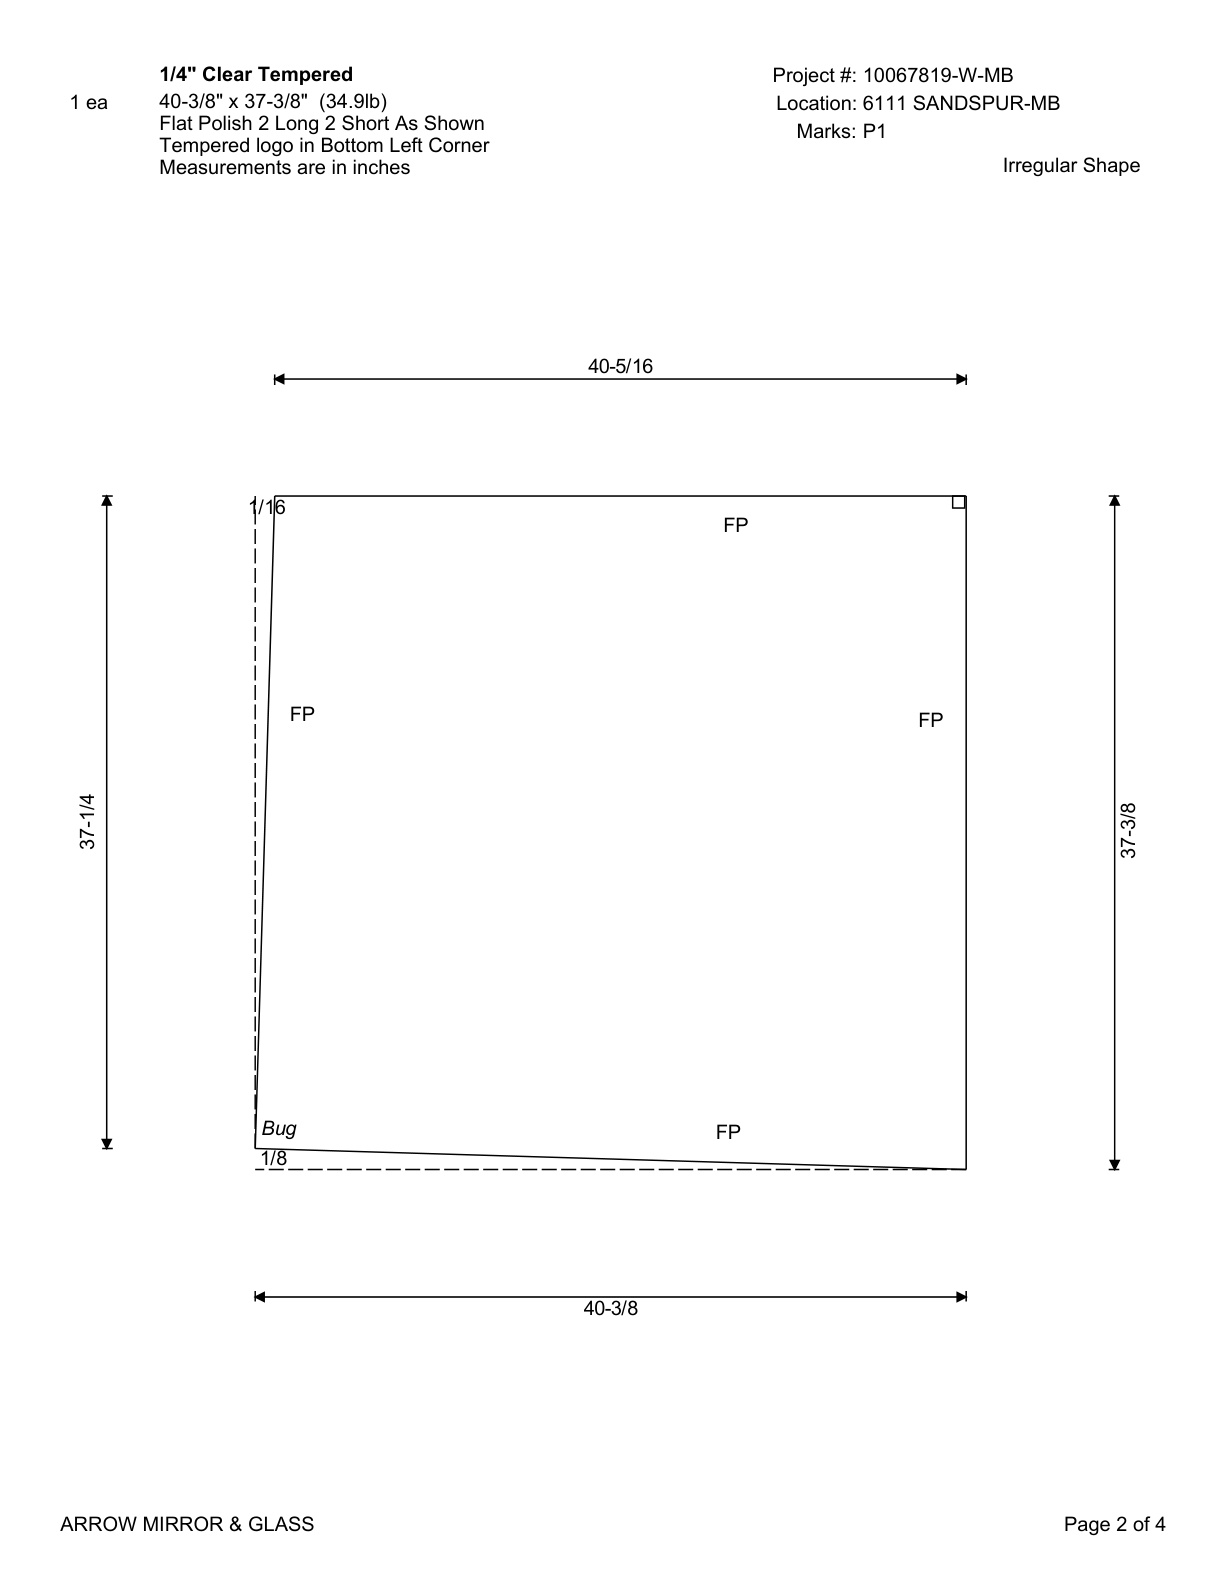 1/4" Clear Tempered
1 ea
40-3/8" x 37-3/8" (34.9lb)
Flat Polish 2 Long 2 Short As Shown
Tempered logo in Bottom Left Corner
Measurements are in inches
Project #: 10067819-W-MB
Location: 6111 SANDSPUR-MB
Marks: P1
Irregular Shape
40-5/16
1/16
FP
FP
FP
37-1/4
37-3/8
Bug
FP
1/8
40-3/8
ARROW MIRROR & GLASS
Page 2 of 4